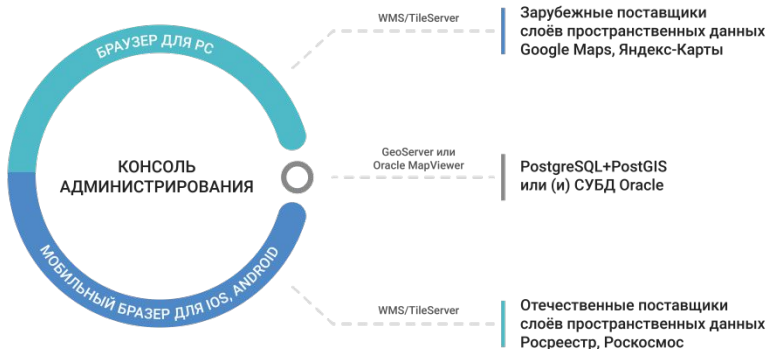 БРАУЗЕР ДЛЯ PC
КОНСОЛЬ
АДМИНИСТРИРОВАНИЯ
МОБИЛЬНЫЙ БРАЗЕР ДЛЯ IOS, ANDROID
WMS/TileServer
Зарубежные поставщики
слоёв пространственных данных
Google Maps, Яндекс-Карты
GeoServer или
Oracle MapViewer
PostgreSQL+PostGIS
или (и) СУБД Oracle
WMS/TileServer
Отечественные поставщики
слоёв пространственных данных
Росреестр, Роскосмос